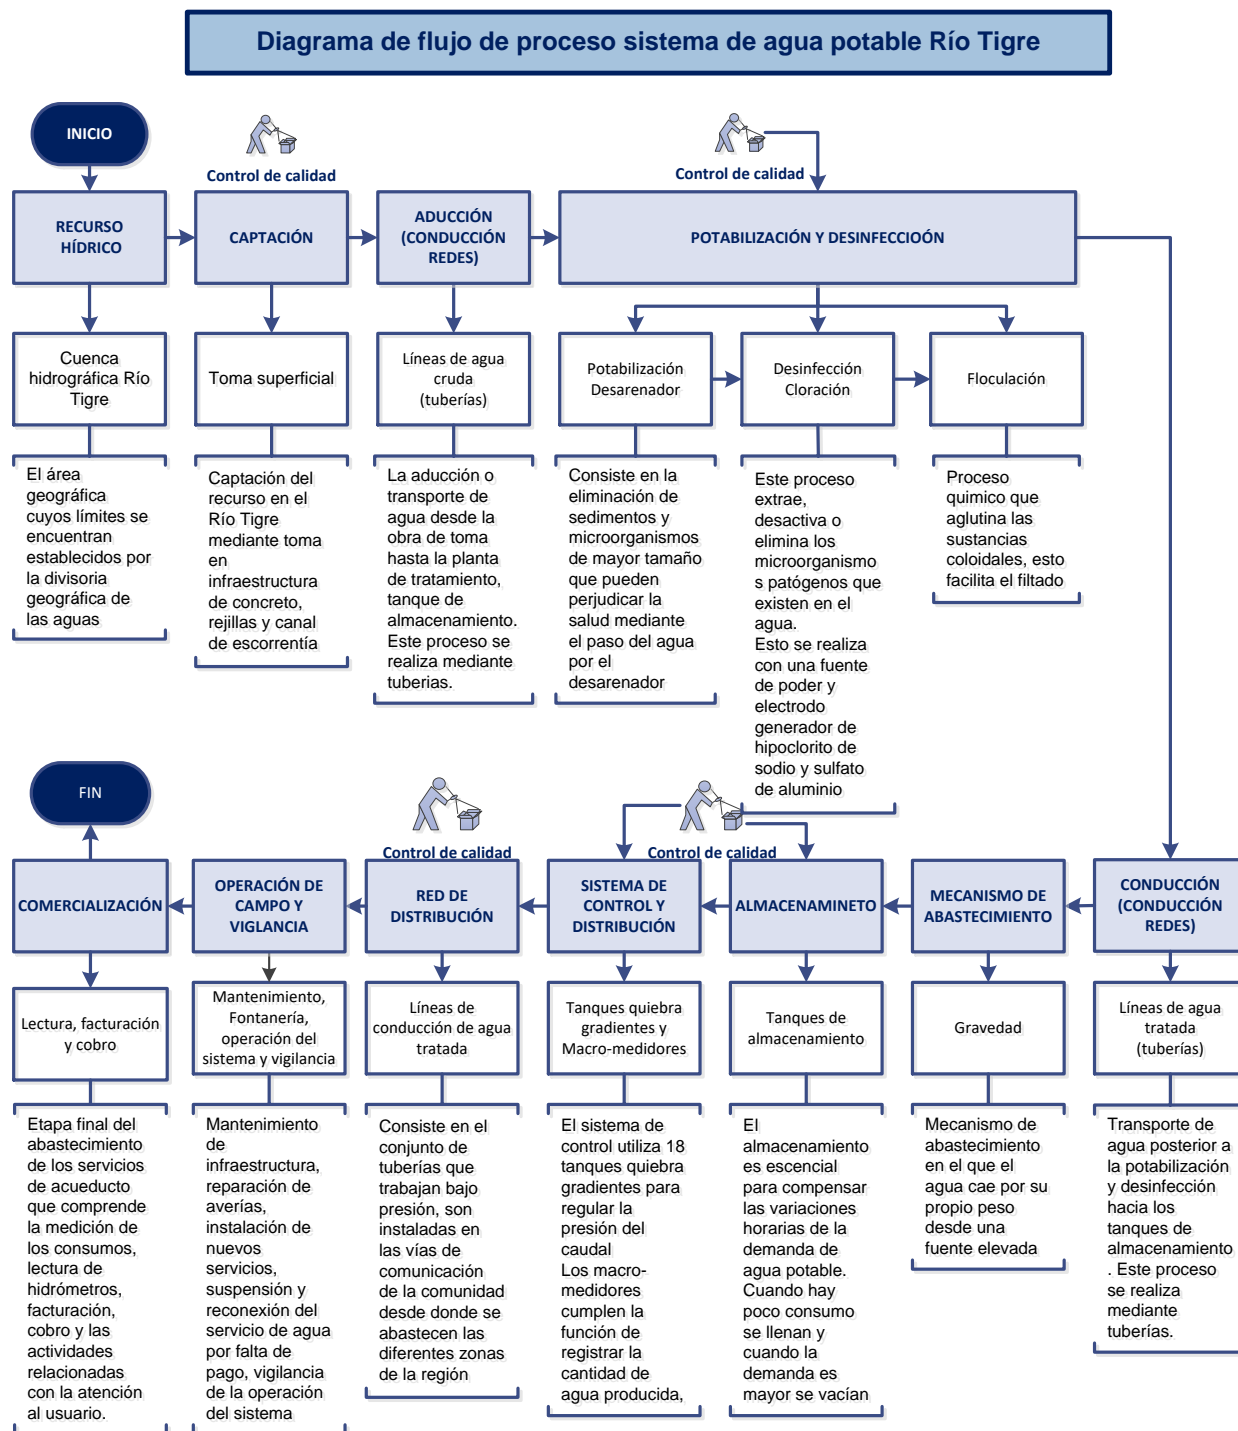 Diagrama de flujo de proceso sistema de agua potable Río Tigre
INICIO
Control de calidad
Control de calidad
RECURSO
HÍDRICO
CAPTACIÓN
ADUCCIÓN
(CONDUCCIÓN
REDES)
POTABILIZACIÓN Y DESINFECCIOÓN
Cuenca
hidrográfica Río
Tigre
Toma superficial
Líneas de agua
cruda
(tuberías)
Potabilización
Desarenador
Desinfección
Cloración
Floculación
El área
geográfica
cuyos límites se
encuentran
establecidos por
la divisoria
geográfica de
las aguas
Captación del
recurso en el
Río Tigre
mediante toma
en
infraestructura
de concreto,
rejillas y canal
de escorrentía
La aducción o
transporte de
agua desde la
obra de toma
hasta la planta
de tratamiento,
tanque de
almacenamiento.
Este proceso se
realiza mediante
tuberias.
Consiste en la
eliminación de
sedimentos y
microorganismos
de mayor tamaño
que pueden
perjudicar la
salud mediante
el paso del agua
por el
desarenador
Este proceso
extrae,
desactiva o
elimina los
microorganismo
s patógenos que
existen en el
agua.
Esto se realiza
con una fuente
de poder y
electrodo
generador de
hipoclorito de
sodio y sulfato
de aluminio
Proceso
quimico que
aglutina las
sustancias
coloidales, esto
facilita el filtrado
FIN
Control de calidad
Control de calidad
COMERCIALIZACIÓN
OPERACIÓN DE
CAMPO Y
VIGLANCIA
RED DE
DISTRIBUCIÓN
SISTEMA DE
CONTROL Y
DISTRIBUCIÓN
ALMACENAMINETO
MECANISMO DE
ABASTECIMIENTO
CONDUCCIÓN
(CONDUCCIÓN
REDES)
Lectura, facturación
y cobro
Mantenimiento,
Fontanería,
operación del
sistema y vigilancia
Líneas de
conducción de agua
tratada
Tanques quiebra
gradientes y
Macro-medidores
Tanques de
almacenamiento
Gravedad
Líneas de agua
tratada
(tuberías)
Etapa final del
abastecimiento
de los servicios
de acueducto
que comprende
la medición de
los consumos,
lectura de
hidrómetros,
facturación,
cobro y las
actividades
relacionadas
con la atención
al usuario.
Mantenimiento
de
infraestructura,
reparación de
averías,
instalación de
nuevos
servicios,
suspensión y
reconexión del
servicio de agua
por falta de
pago, vigilancia
de la operación
del sistema
Consiste en el
conjunto de
tuberías que
trabajan bajo
presión, son
instaladas en
las vías de
comunicación
de la comunidad
desde donde se
abastecen las
diferentes zonas
de la región
El sistema de
control utiliza 18
tanques quiebra
gradientes para
regular la
presión del
caudal
Los macro-
medidores
cumplen la
función de
registrar la
cantidad de
agua producida,
El
almacenamiento
es escencial
para compensar
las variaciones
horarias de la
demanda de
agua potable.
Cuando hay
poco consumo
se llenan y
cuando la
demanda es
mayor se vacían
Mecanismo de
abastecimiento
en el que el
agua cae por su
propio peso
desde una
fuente elevada
Transporte de
agua posterior a
la potabilización
y desinfección
hacia los
tanques de
almacenamiento
. Este proceso
se realiza
mediante
tuberías.